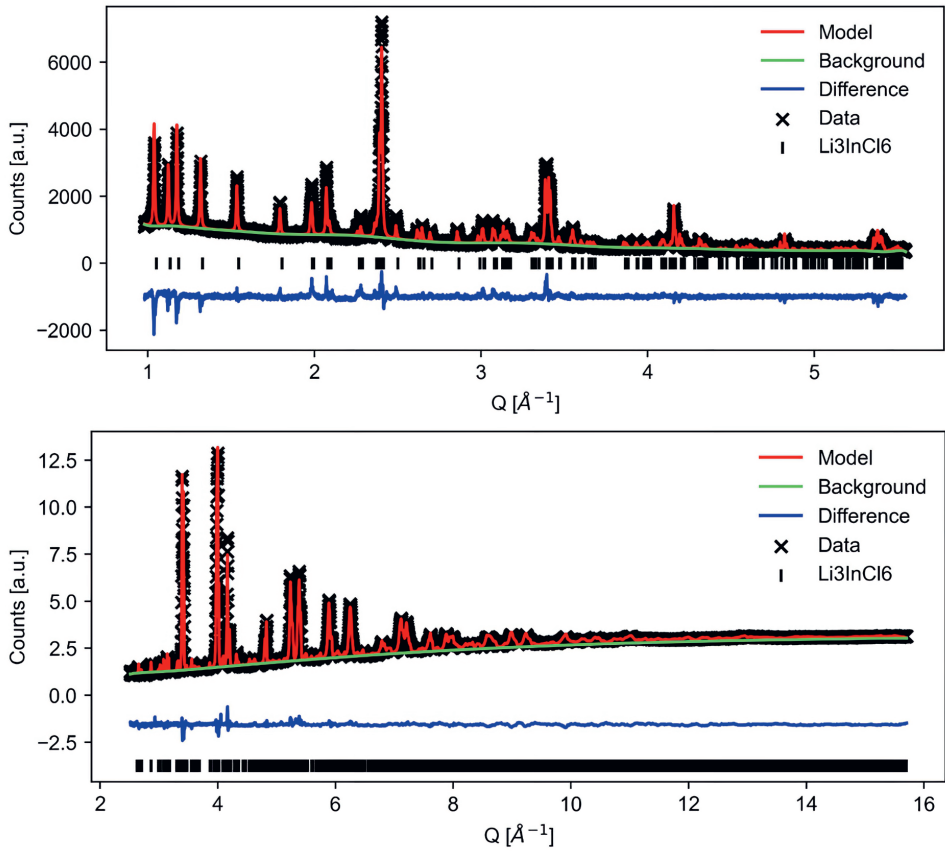 6000
4000
2000
0
−2000
Counts [a.u.]
Model
Background
Difference
Data
Li3InCl6
1 2 3 4 5
Q [Å⁻¹]
12.5
10.0
7.5
5.0
2.5
0.0
−2.5
Counts [a.u.]
Model
Background
Difference
Data
Li3InCl6
2 4 6 8 10 12 14 16
Q [Å⁻¹]